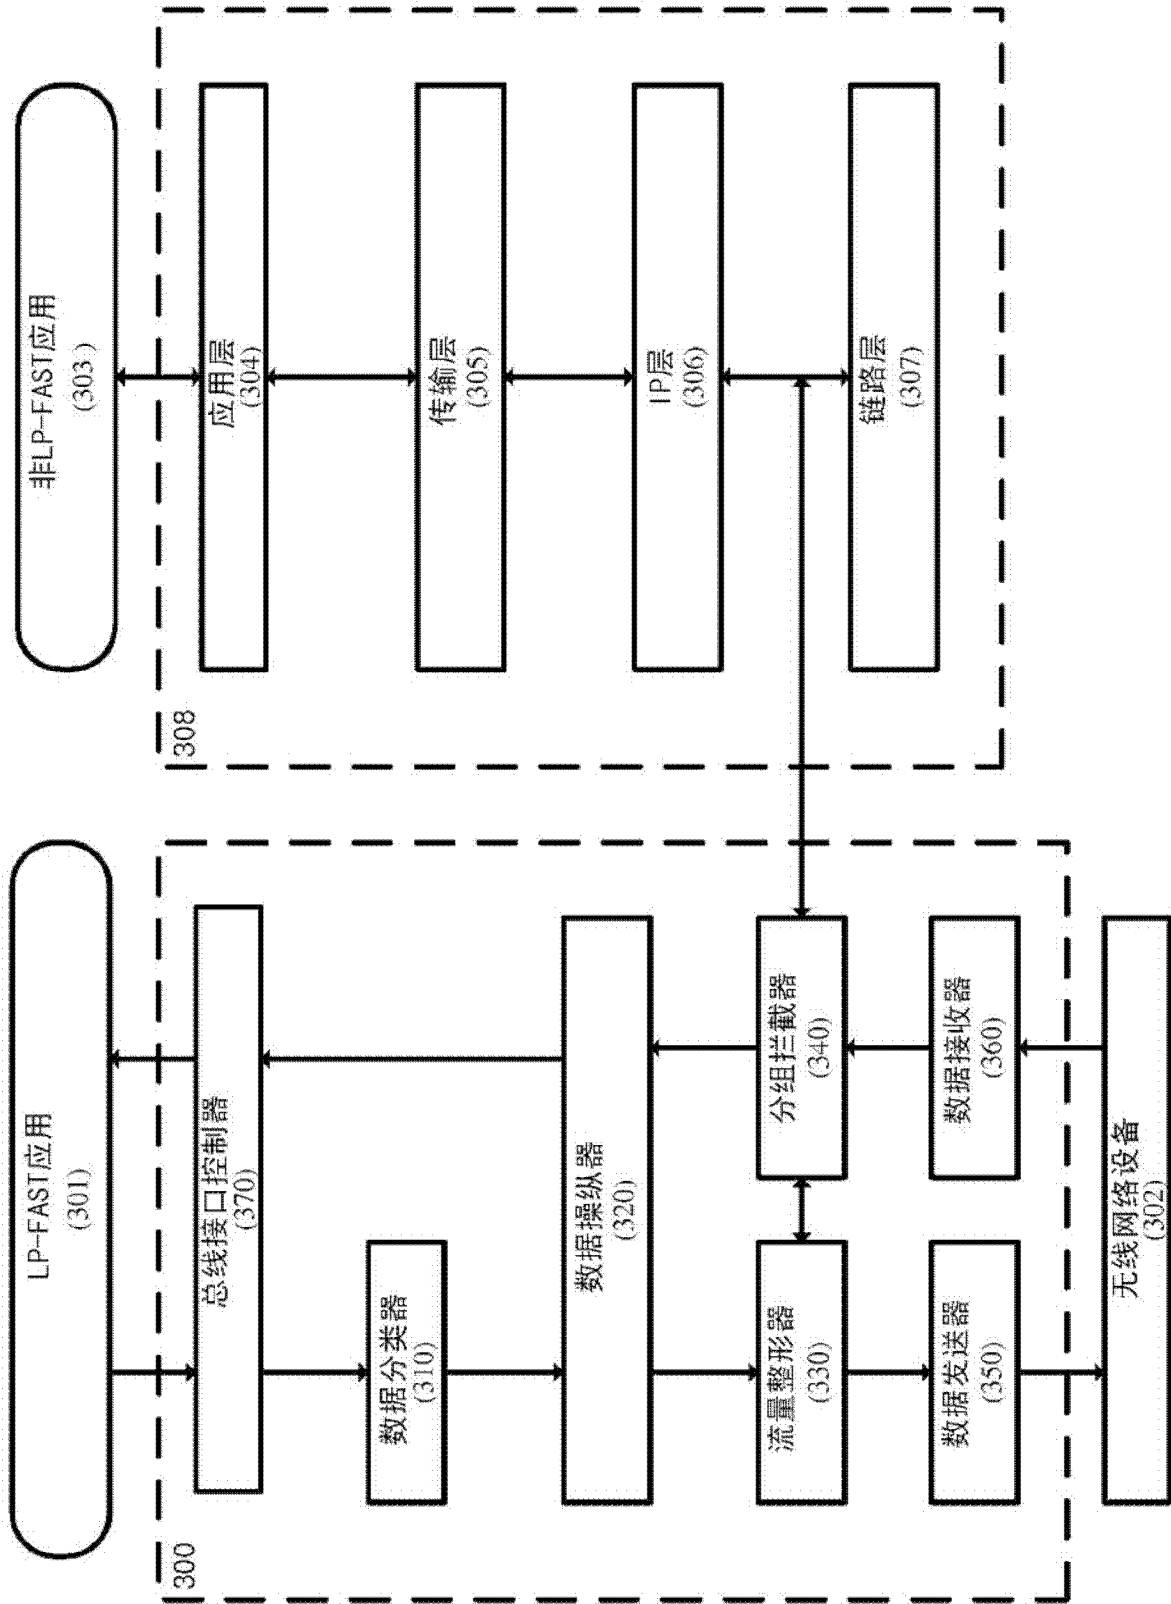 LP-FAST应用
(301)
300
总线接口控制器
(370)
数据分类器
(310)
数据操纵器
(320)
流量整形器
(330)
分组拦截器
(340)
数据发送器
(350)
数据接收器
(360)
无线网络设备
(302)
非LP-FAST应用
(303)
308
应用层
(304)
传输层
(305)
IP层
(306)
链路层
(307)